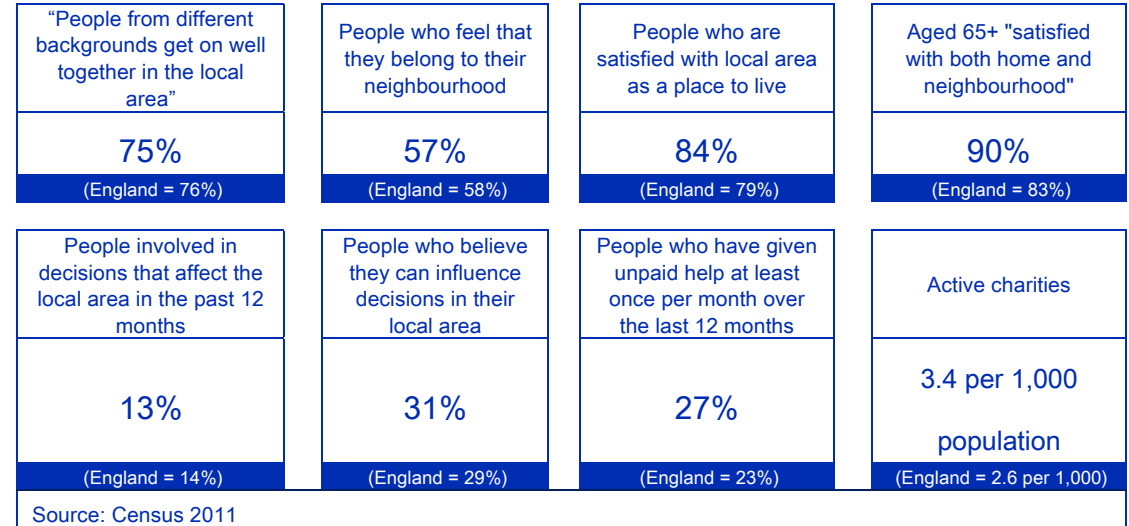 “People from different
backgrounds get on well
together in the local
area”
75%
(England = 76%)
People who feel that
they belong to their
neighbourhood
57%
(England = 58%)
People who are
satisfied with local area
as a place to live
84%
(England = 79%)
Aged 65+ "satisfied
with both home and
neighbourhood"
90%
(England = 83%)
People involved in
decisions that affect the
local area in the past 12
months
13%
(England = 14%)
People who believe
they can influence
decisions in their
local area
31%
(England = 29%)
People who have given
unpaid help at least
once per month over
the last 12 months
27%
(England = 23%)
Active charities
3.4 per 1,000
population
(England = 2.6 per 1,000)
Source: Census 2011